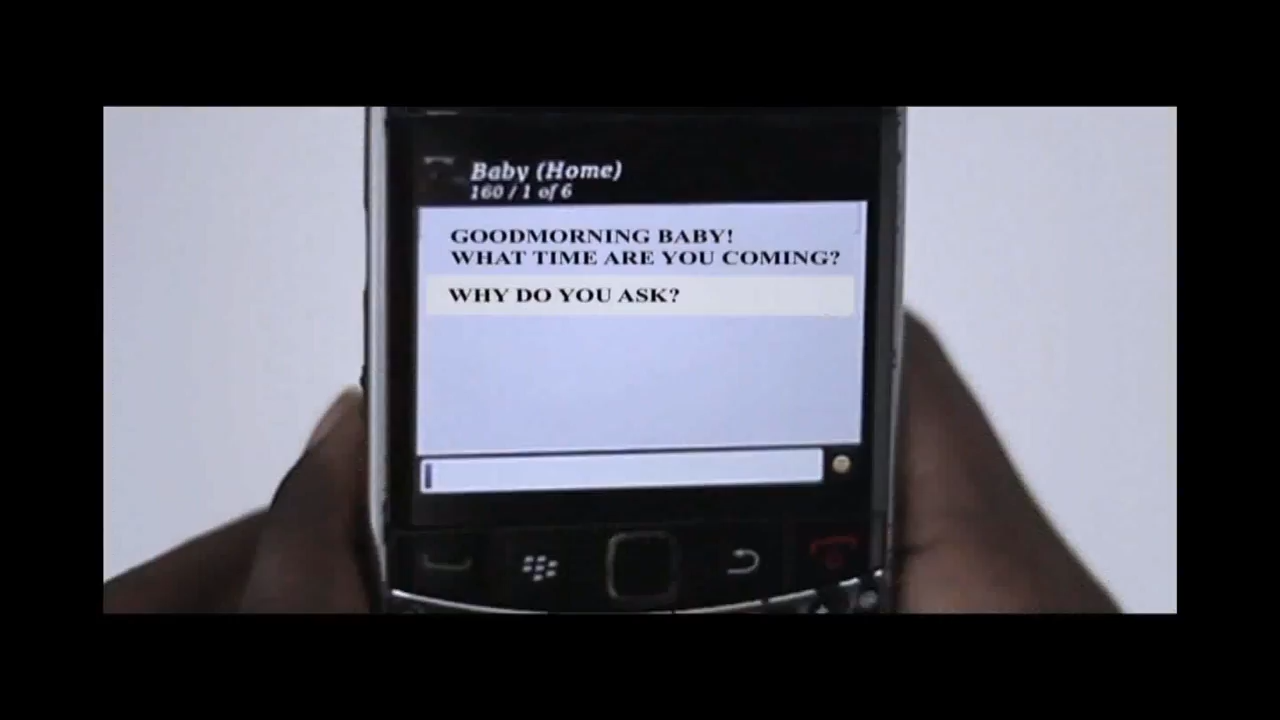 Baby (Home)
160 / 1 of 6
GOODMORNING BABY!
WHAT TIME ARE YOU COMING?
WHY DO YOU ASK?